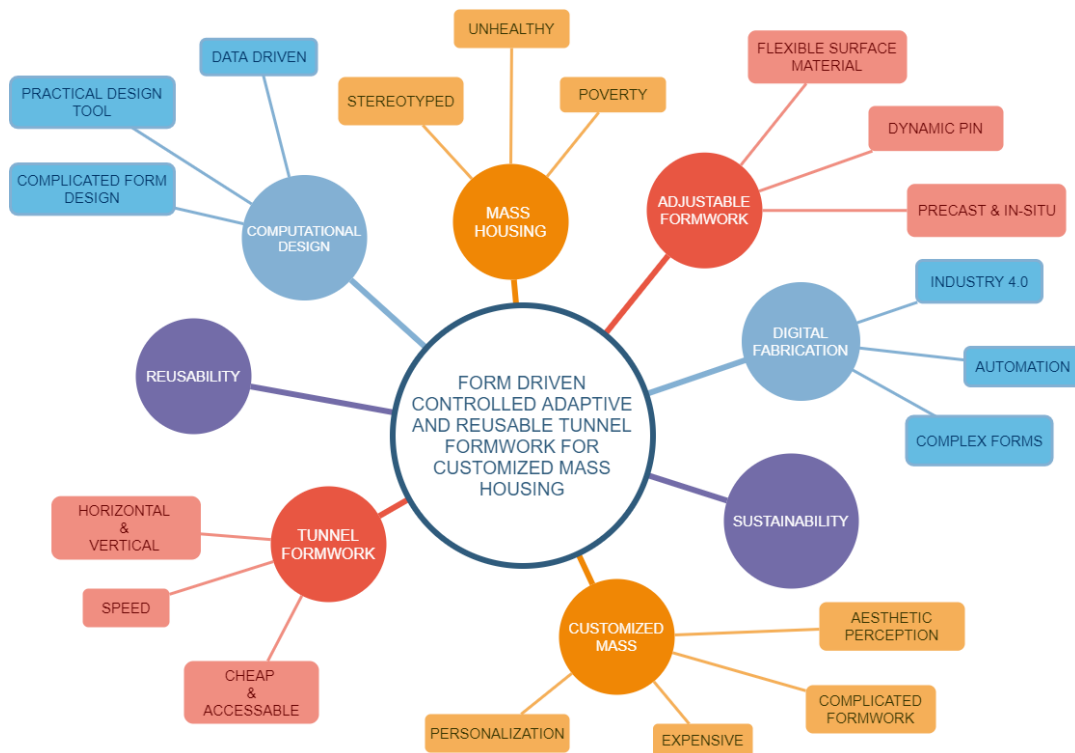 UNHEALTHY
DATA DRIVEN
FLEXIBLE SURFACE
MATERIAL
PRACTICAL DESIGN
TOOL
STEREOTYPED
POVERTY
DYNAMIC PIN
COMPLICATED FORM
DESIGN
COMPUTATIONAL
DESIGN
MASS
HOUSING
ADJUSTABLE
FORMWORK
PRECAST & IN-SITU
INDUSTRY 4.0
DIGITAL
FABRICATION
AUTOMATION
COMPLEX FORMS
REUSABILITY
FORM DRIVEN
CONTROLLED ADAPTIVE
AND REUSABLE TUNNEL
FORMWORK FOR
CUSTOMIZED MASS
HOUSING
SUSTAINABILITY
HORIZONTAL
&
VERTICAL
TUNNEL
FORMWORK
SPEED
CHEAP
&
ACCESSABLE
CUSTOMIZED
MASS
AESTHETIC
PERCEPTION
COMPLICATED
FORMWORK
PERSONALIZATION
EXPENSIVE